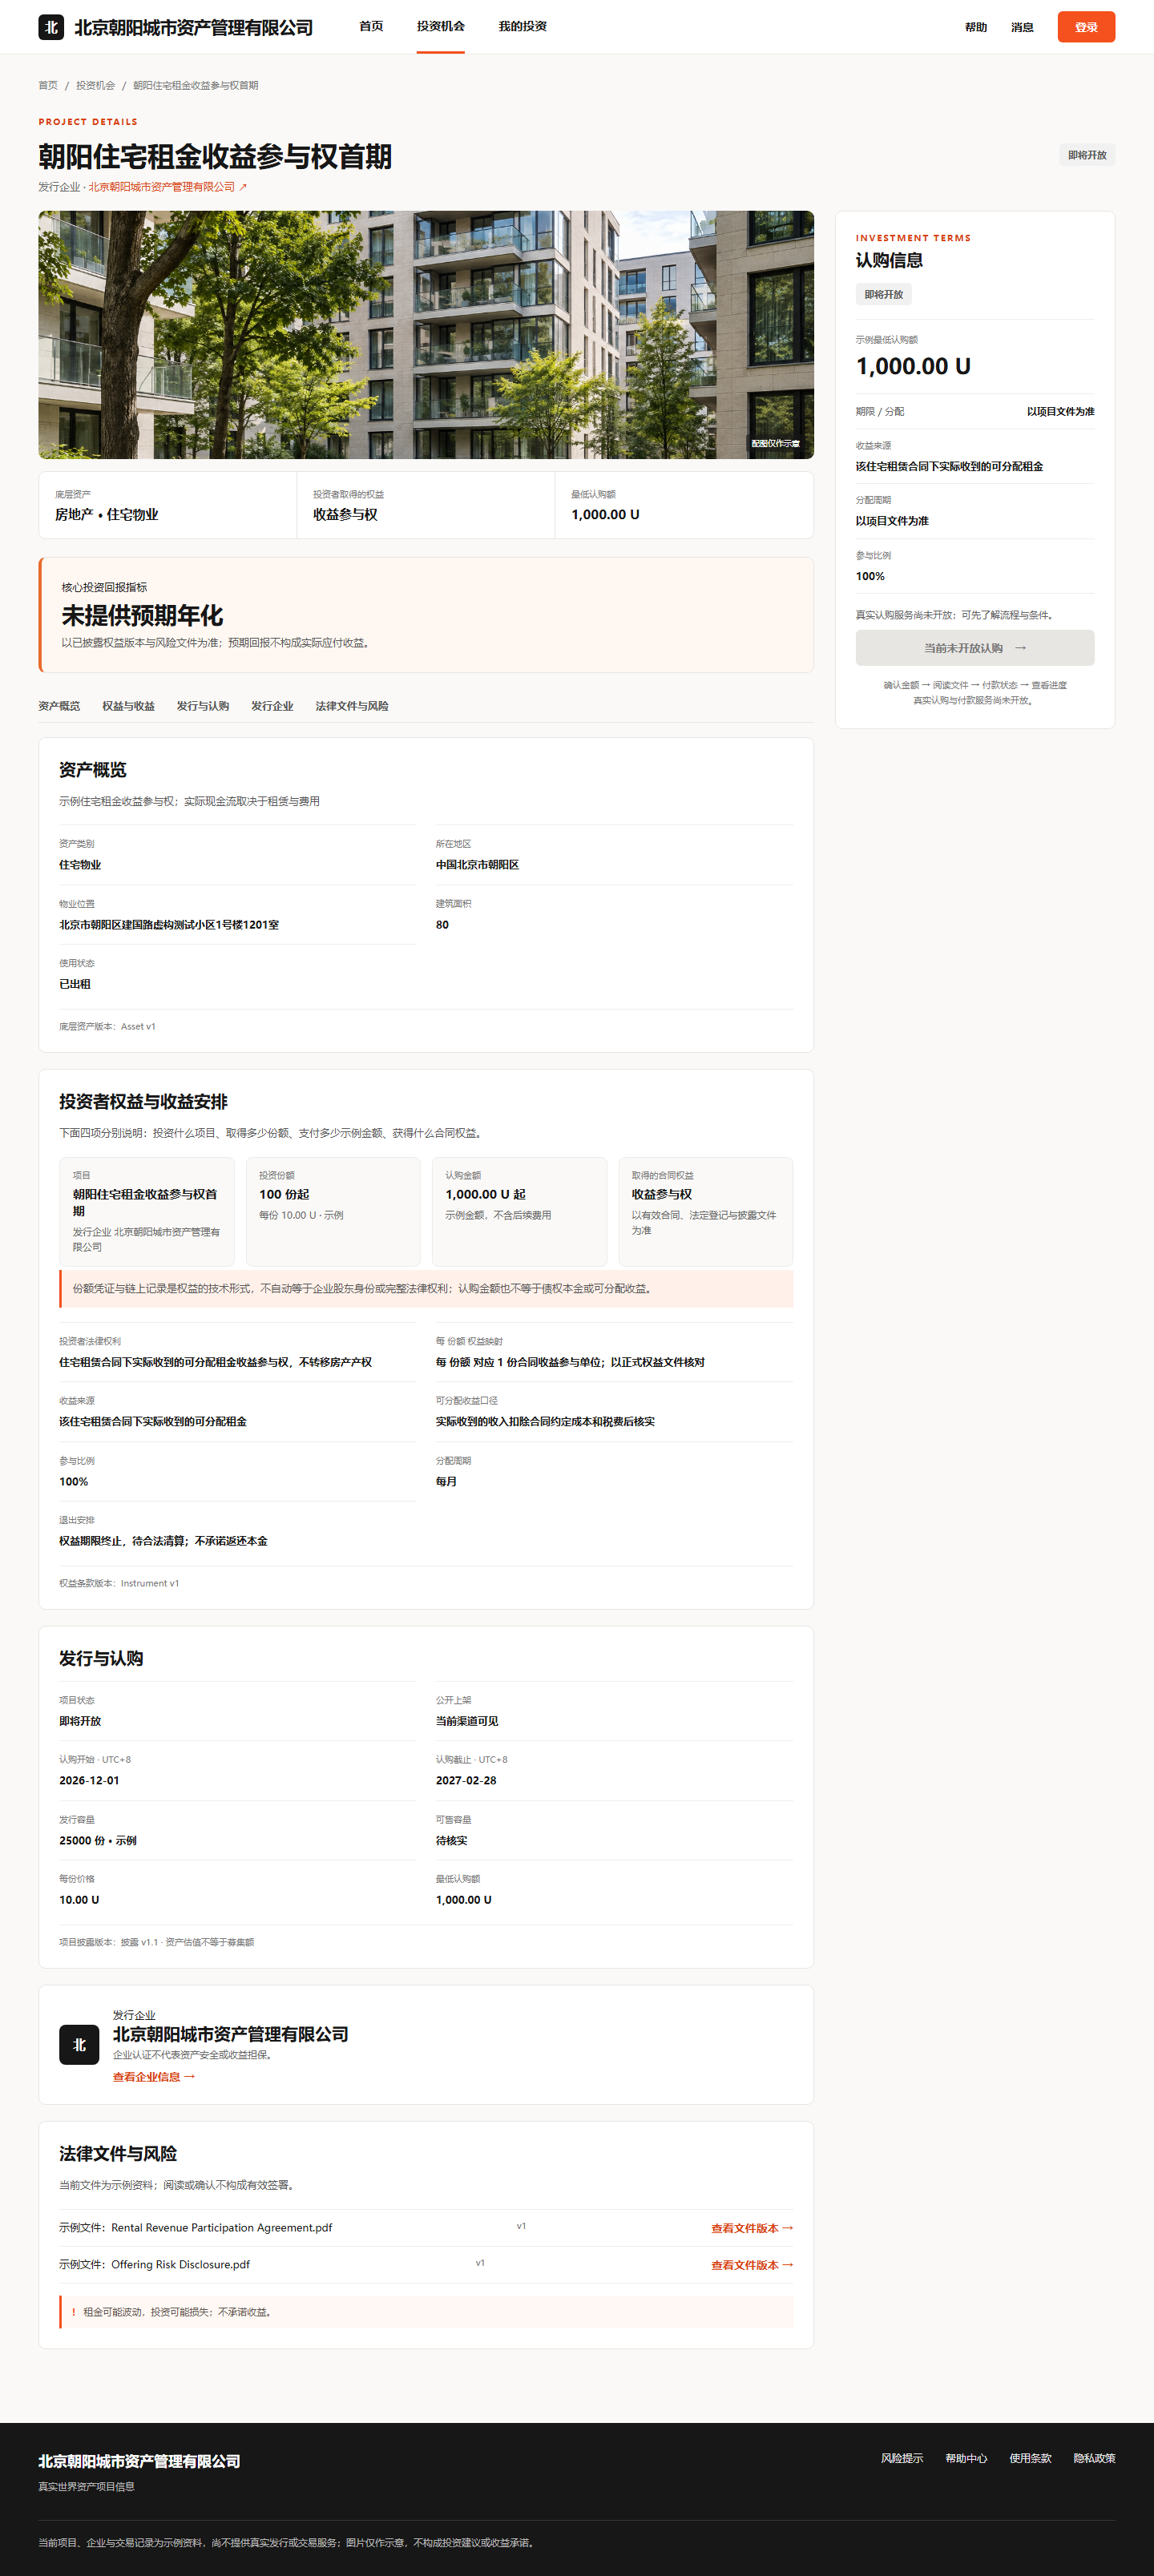 北 北京朝阳城市资产管理有限公司 首页 投资机会 我的投资 帮助 消息 登录
首页 / 投资机会 / 朝阳住宅租金收益参与权首期
PROJECT DETAILS
朝阳住宅租金收益参与权首期
即将开放
发行企业 · 北京朝阳城市资产管理有限公司 ↗
配图仅作示意
底层资产
房地产 • 住宅物业
投资者取得的权益
收益参与权
最低认购额
1,000.00 U
核心投资回报指标
未提供预期年化
以已披露权益版本与风险文件为准；预期回报不构成实际应付收益。
INVESTMENT TERMS
认购信息
即将开放
示例最低认购额
1,000.00 U
期限 / 分配 以项目文件为准
收益来源
该住宅租赁合同下实际收到的可分配租金
分配周期
以项目文件为准
参与比例
100%
真实认购服务尚未开放；可先了解流程与条件。
当前未开放认购 →
确认金额 → 阅读文件 → 付款状态 → 查看进度
真实认购与付款服务尚未开放。
资产概览 权益与收益 发行与认购 发行企业 法律文件与风险
资产概览
示例住宅租金收益参与权；实际现金流取决于租赁与费用
资产类别
住宅物业
所在地区
中国北京市朝阳区
物业位置
北京市朝阳区建国路虚构测试小区1号楼1201室
建筑面积
80
使用状态
已出租
底层资产版本：Asset v1
投资者权益与收益安排
下面四项分别说明：投资什么项目、取得多少份额、支付多少示例金额、获得什么合同权益。
项目
朝阳住宅租金收益参与权首
期
发行企业 北京朝阳城市资产管理有
限公司
投资份额
100 份起
每份 10.00 U · 示例
认购金额
1,000.00 U 起
示例金额，不含后续费用
取得的合同权益
收益参与权
以有效合同、法定登记与披露文件
为准
份额凭证与链上记录是权益的技术形式，不自动等于企业股东身份或完整法律权利；认购金额也不等于债权本金或可分配收益。
投资者法律权利
住宅租赁合同下实际收到的可分配租金收益参与权，不转移房产产权
每 份额 权益映射
每 份额 对应 1 份合同收益参与单位；以正式权益文件核对
收益来源
该住宅租赁合同下实际收到的可分配租金
可分配收益口径
实际收到的收入扣除合同约定成本和税费后核实
参与比例
100%
分配周期
每月
退出安排
权益期限终止，待合法清算；不承诺返还本金
权益条款版本：Instrument v1
发行与认购
项目状态
即将开放
公开上架
当前渠道可见
认购开始 · UTC+8
2026-12-01
认购截止 · UTC+8
2027-02-28
发行容量
25000 份 • 示例
可售容量
待核实
每份价格
10.00 U
最低认购额
1,000.00 U
项目披露版本：披露 v1.1 · 资产估值不等于募集额
北
发行企业
北京朝阳城市资产管理有限公司
企业认证不代表资产安全或收益担保。
查看企业信息 →
法律文件与风险
当前文件为示例资料；阅读或确认不构成有效签署。
示例文件：Rental Revenue Participation Agreement.pdf v1 查看文件版本 →
示例文件：Offering Risk Disclosure.pdf v1 查看文件版本 →
! 租金可能波动，投资可能损失；不承诺收益。
北京朝阳城市资产管理有限公司
真实世界资产项目信息
风险提示 帮助中心 使用条款 隐私政策
当前项目、企业与交易记录为示例资料，尚不提供真实发行或交易服务；图片仅作示意，不构成投资建议或收益承诺。